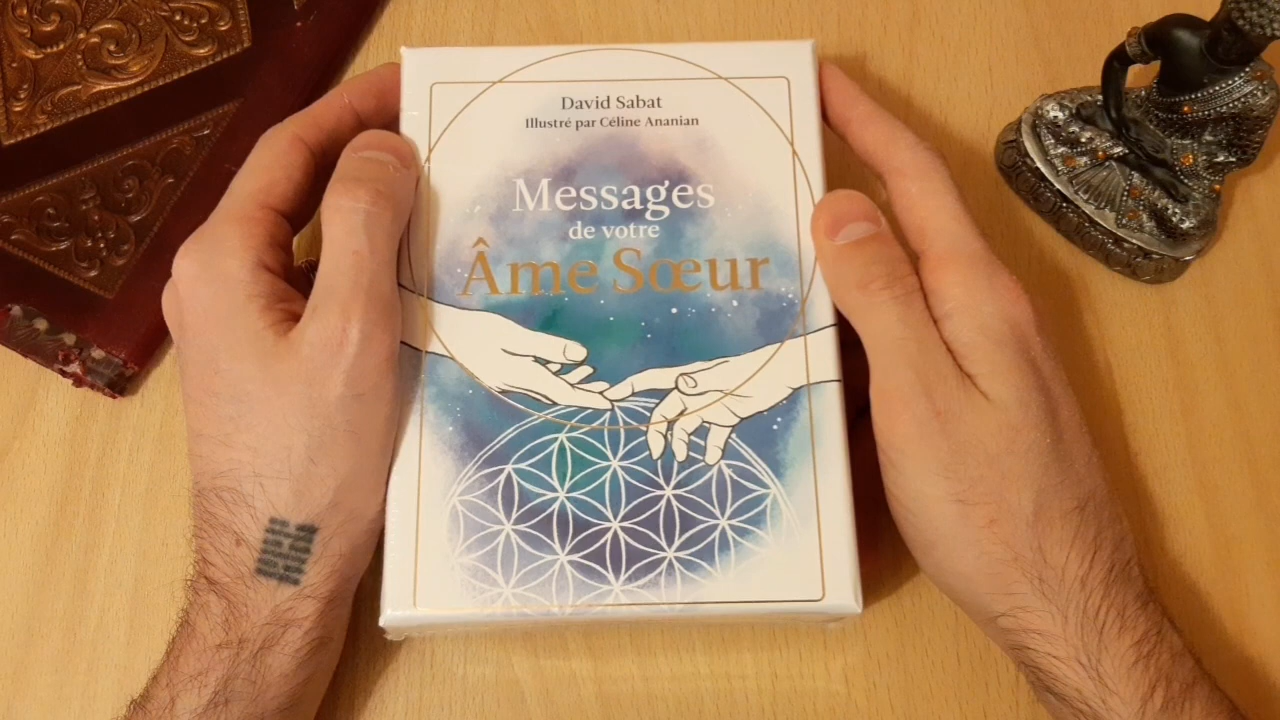 David Sabat
Illustré par Céline Ananian
Messages
de votre
Âme Sœur